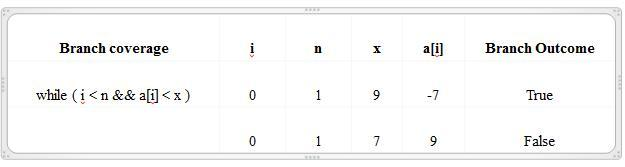 Branch coverage i n x a[i] Branch Outcome
while ( i < n && a[i] < x ) 0 1 9 -7 True
0 1 7 9 False